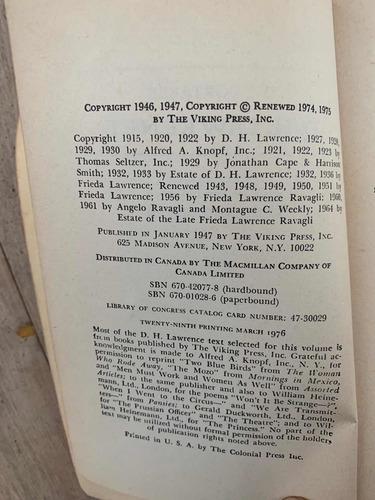 COPYRIGHT 1946, 1947, COPYRIGHT © RENEWED 1974, 1975
BY THE VIKING PRESS, INC.
Copyright 1915, 1920, 1922 by D. H. Lawrence; 1927, 1928,
1929, 1930 by Alfred A. Knopf, Inc.; 1921, 1922, 1923 by
Thomas Seltzer, Inc.; 1929 by Jonathan Cape & Harrison
Smith; 1932, 1933 by Estate of D. H. Lawrence; 1932, 1936 by
Frieda Lawrence; Renewed 1943, 1948, 1949, 1950, 1951 by
Frieda Lawrence; 1956 by Frieda Lawrence Ravagli; 1960,
1961 by Angelo Ravagli and Montague C. Weekly; 1964 by
Estate of the Late Frieda Lawrence Ravagli
PUBLISHED IN JANUARY 1947 BY THE VIKING PRESS, INC.
625 MADISON AVENUE, NEW YORK, N.Y. 10022
DISTRIBUTED IN CANADA BY THE MACMILLAN COMPANY OF
CANADA LIMITED
SBN 670-42077-8 (hardbound)
SBN 670-01028-6 (paperbound)
LIBRARY OF CONGRESS CATALOG CARD NUMBER: 47-30029
TWENTY-NINTH PRINTING MARCH 1976
Most of the D. H. Lawrence text selected for this volume is
from books published by The Viking Press, Inc. Grateful ac-
knowledgment is made to Alfred A. Knopf, Inc., N. Y., for
permission to reprint "Two Blue Birds" from The Woman
Who Rode Away, "The Mozo" from Mornings in Mexico,
and "Men Must Work and Women As Well" from Assorted
Articles; to the same publisher and also to William Heine-
mann, Ltd., London, for the poems "Won't It Be Strange—?",
"When I Went to the Circus—" and "We Are Transmit-
ters—" from Pansies; to Gerald Duckworth, Ltd., London,
for "The Prussian Officer" and "The Theatre"; and to Wil-
liam Heinemann, Ltd., for "The Princess." No part of the
text may be utilized without formal permission of the holders
of publication rights noted above.
Printed in U. S. A. by The Colonial Press Inc.